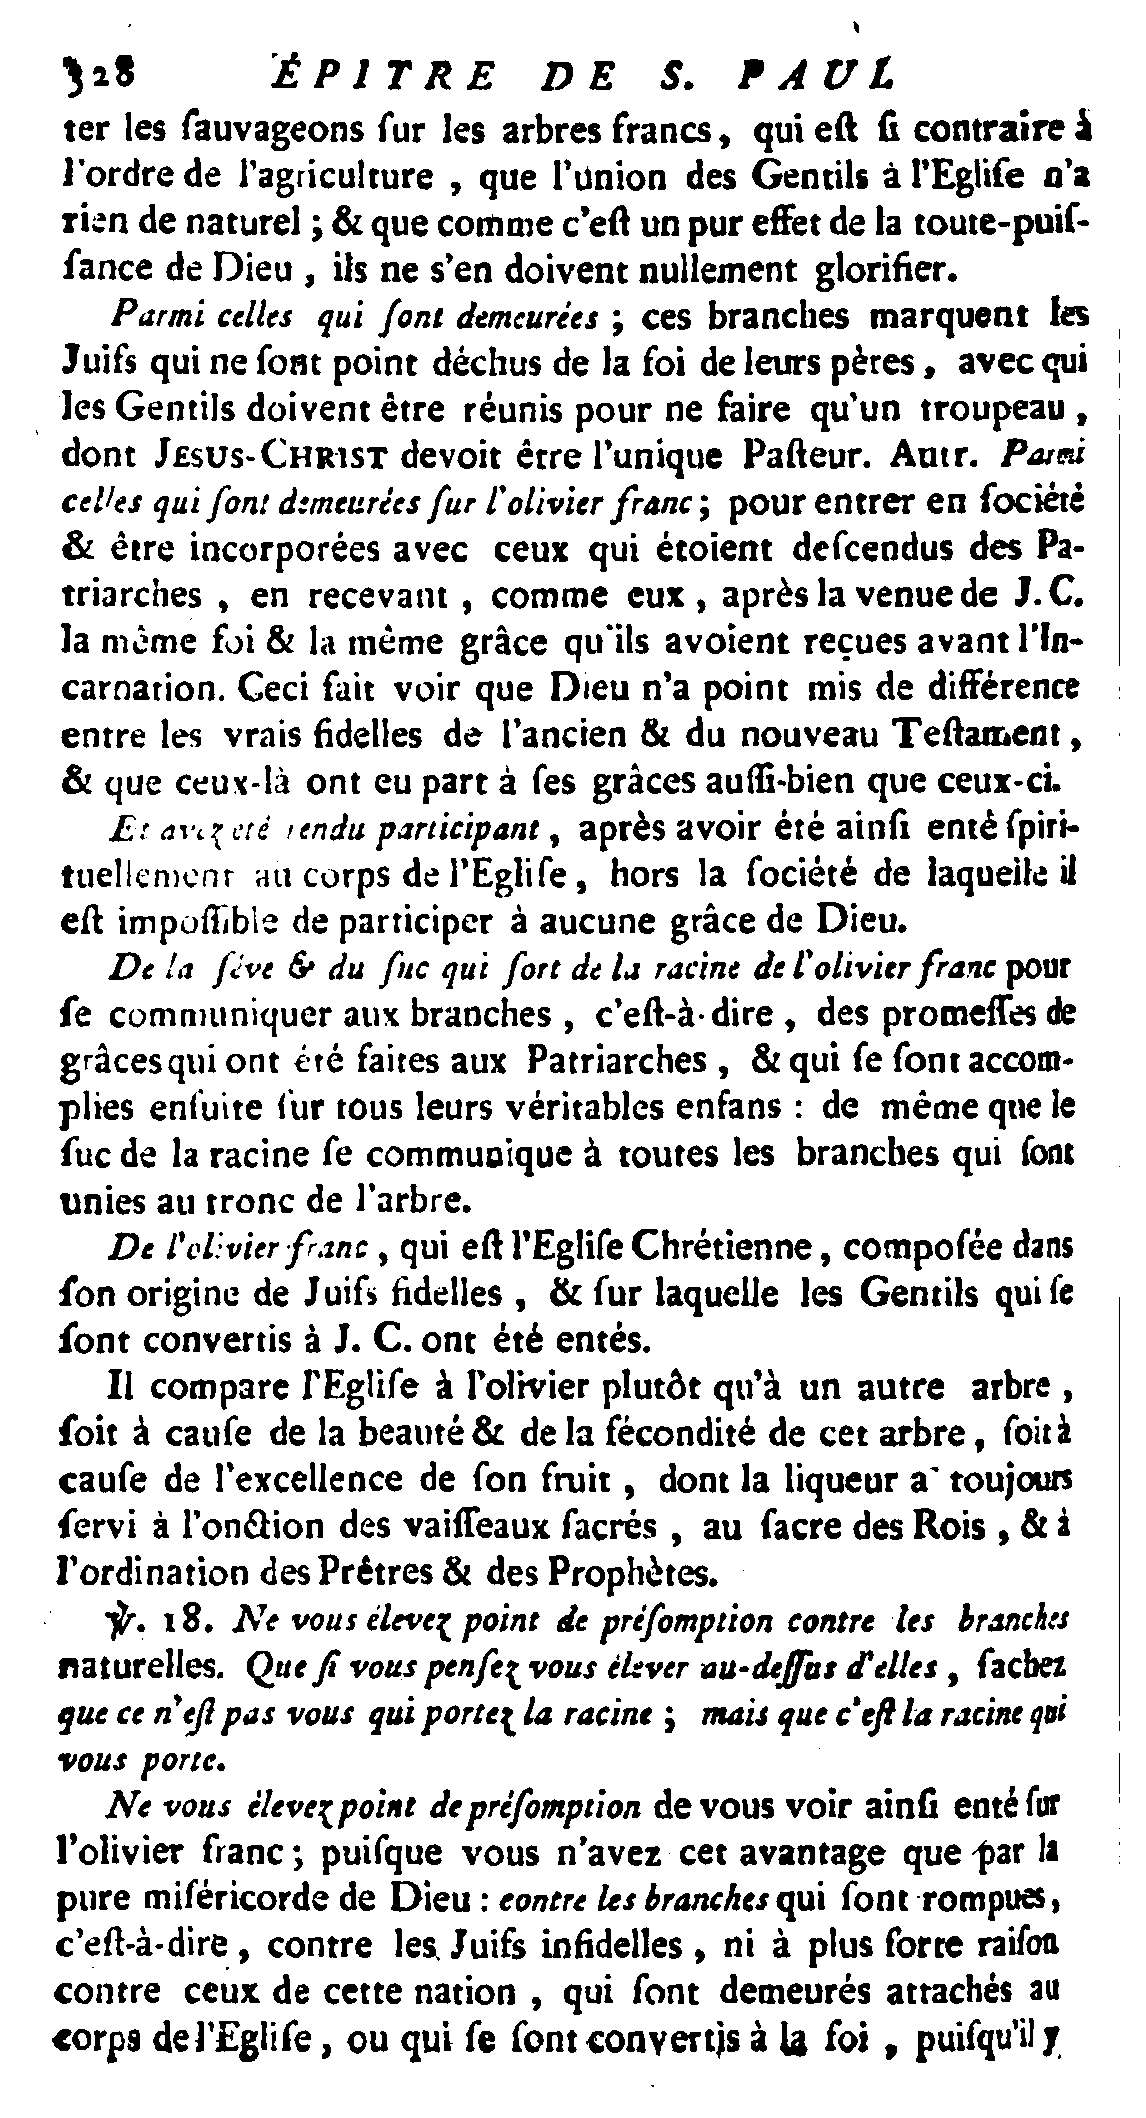 328 ÉPITRE DE S. PAUL
ter les ſauvageons ſur les arbres francs, qui eſt ſi contraire à
l'ordre de l'agriculture, que l'union des Gentils à l'Egliſe n'a
rien de naturel; & que comme c'eſt un pur effet de la toute-puiſ-
ſance de Dieu, ils ne s'en doivent nullement glorifier.
Parmi celles qui ſont demeurées; ces branches marquent les
Juifs qui ne ſont point déchus de la foi de leurs pères, avec qui
les Gentils doivent être réunis pour ne faire qu'un troupeau,
dont JESUS-CHRIST devoit être l'unique Paſteur. Autr. Parmi
celles qui ſont demeurées ſur l'olivier franc; pour entrer en ſociété
& être incorporées avec ceux qui étoient deſcendus des Pa-
triarches, en recevant, comme eux, après la venue de J. C.
la même foi & la même grâce qu'ils avoient reçues avant l'In-
carnation. Ceci fait voir que Dieu n'a point mis de différence
entre les vrais fidelles de l'ancien & du nouveau Teſtament,
& que ceux-là ont eu part à ſes grâces auſſi-bien que ceux-ci.
Et avez été rendu participant, après avoir été ainſi enté ſpiri-
tuellement au corps de l'Egliſe, hors la ſociété de laquelle il
eſt impoſſible de participer à aucune grâce de Dieu.
De la ſève & du ſuc qui ſort de la racine de l'olivier franc pour
ſe communiquer aux branches, c'eſt-à-dire, des promeſſes de
grâces qui ont été faites aux Patriarches, & qui ſe ſont accom-
plies enſuite ſur tous leurs véritables enfans : de même que le
ſuc de la racine ſe communique à toutes les branches qui ſont
unies au tronc de l'arbre.
De l'olivier franc, qui eſt l'Egliſe Chrétienne, compoſée dans
ſon origine de Juifs fidelles, & ſur laquelle les Gentils qui ſe
ſont convertis à J. C. ont été entés.
Il compare l'Egliſe à l'olivier plutôt qu'à un autre arbre,
ſoit à cauſe de la beauté & de la fécondité de cet arbre, ſoit à
cauſe de l'excellence de ſon fruit, dont la liqueur a toujours
ſervi à l'onction des vaiſſeaux ſacrés, au ſacre des Rois, & à
l'ordination des Prêtres & des Prophètes.
℣. 18. Ne vous élevez point de préſomption contre les branches
naturelles. Que ſi vous penſez vous élever au-deſſus d'elles, ſachez
que ce n'eſt pas vous qui portez la racine; mais que c'eſt la racine qui
vous porte.
Ne vous élevez point de préſomption de vous voir ainſi enté ſur
l'olivier franc; puiſque vous n'avez cet avantage que par la
pure miſéricorde de Dieu : contre les branches qui ſont rompues,
c'eſt-à-dire, contre les Juifs infidelles, ni à plus forte raiſon
contre ceux de cette nation, qui ſont demeurés attachés au
corps de l'Egliſe, ou qui ſe ſont convertis à la foi, puiſqu'il y